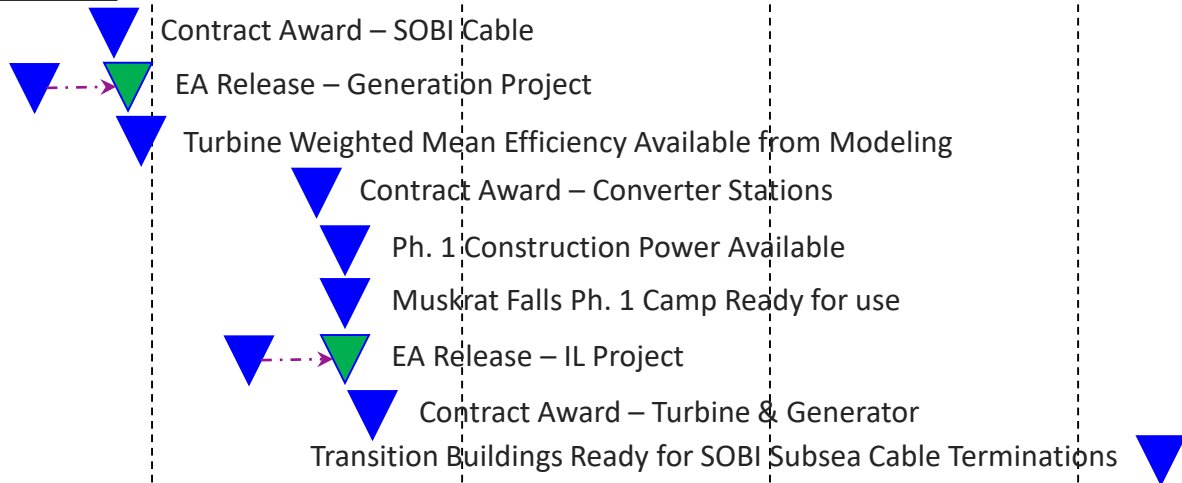 Contract Award – SOBI Cable
EA Release – Generation Project
Turbine Weighted Mean Efficiency Available from Modeling
Contract Award – Converter Stations
Ph. 1 Construction Power Available
Muskrat Falls Ph. 1 Camp Ready for use
EA Release – IL Project
Contract Award – Turbine & Generator
Transition Buildings Ready for SOBI Subsea Cable Terminations